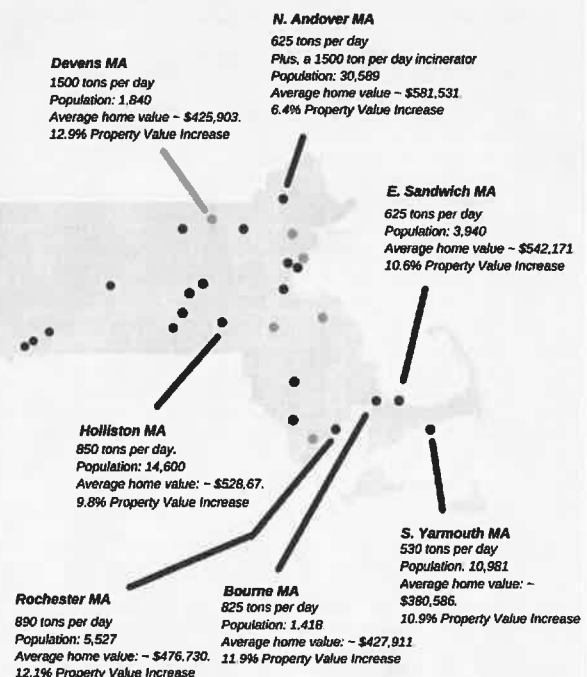 N. Andover MA
625 tons per day
Plus, a 1500 ton per day incinerator
Population: 30,589
Average home value ~ $581,531
6.4% Property Value Increase
Devens MA
1500 tons per day
Population: 1,840
Average home value ~ $425,903.
12.9% Property Value Increase
E. Sandwich MA
625 tons per day
Population: 3,940
Average home value ~ $542,171
10.6% Property Value Increase
Holliston MA
850 tons per day.
Population: 14,600
Average home value: ~ $528,67.
9.8% Property Value Increase
S. Yarmouth MA
530 tons per day
Population. 10,981
Average home value: ~
$380,586.
10.9% Property Value Increase
Rochester MA
890 tons per day
Population: 5,527
Average home value: ~ $476,730.
12.1% Property Value Increase
Bourne MA
825 tons per day
Population: 1,418
Average home value: ~ $427,911
11.9% Property Value Increase